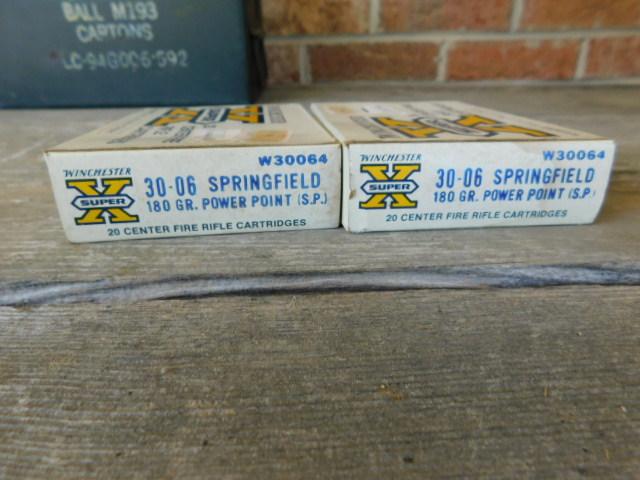 BALL M193
CARTONS
LC-94G006-592
WINCHESTER
W30064
SUPER X
30-06 SPRINGFIELD
180 GR. POWER POINT (S.P.)
20 CENTER FIRE RIFLE CARTRIDGES
WINCHESTER
W30064
SUPER X
30-06 SPRINGFIELD
180 GR. POWER POINT (S.P.)
20 CENTER FIRE RIFLE CARTRIDGES